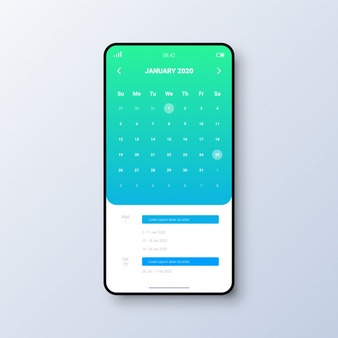 08:42
JANUARY 2020
Su Mo Tu We Th Fr Sa
29 30 31 1 2 3 4
5 6 7 8 9 10 11
12 13 14 15 16 17 18
19 20 21 22 23 24 25
26 27 28 29 30 31 1
2 3 4 5 6 7 8
Wed
1
LOREM IPSUM DOLOR SIT AMET
Sat
25
LOREM IPSUM DOLOR SIT AMET